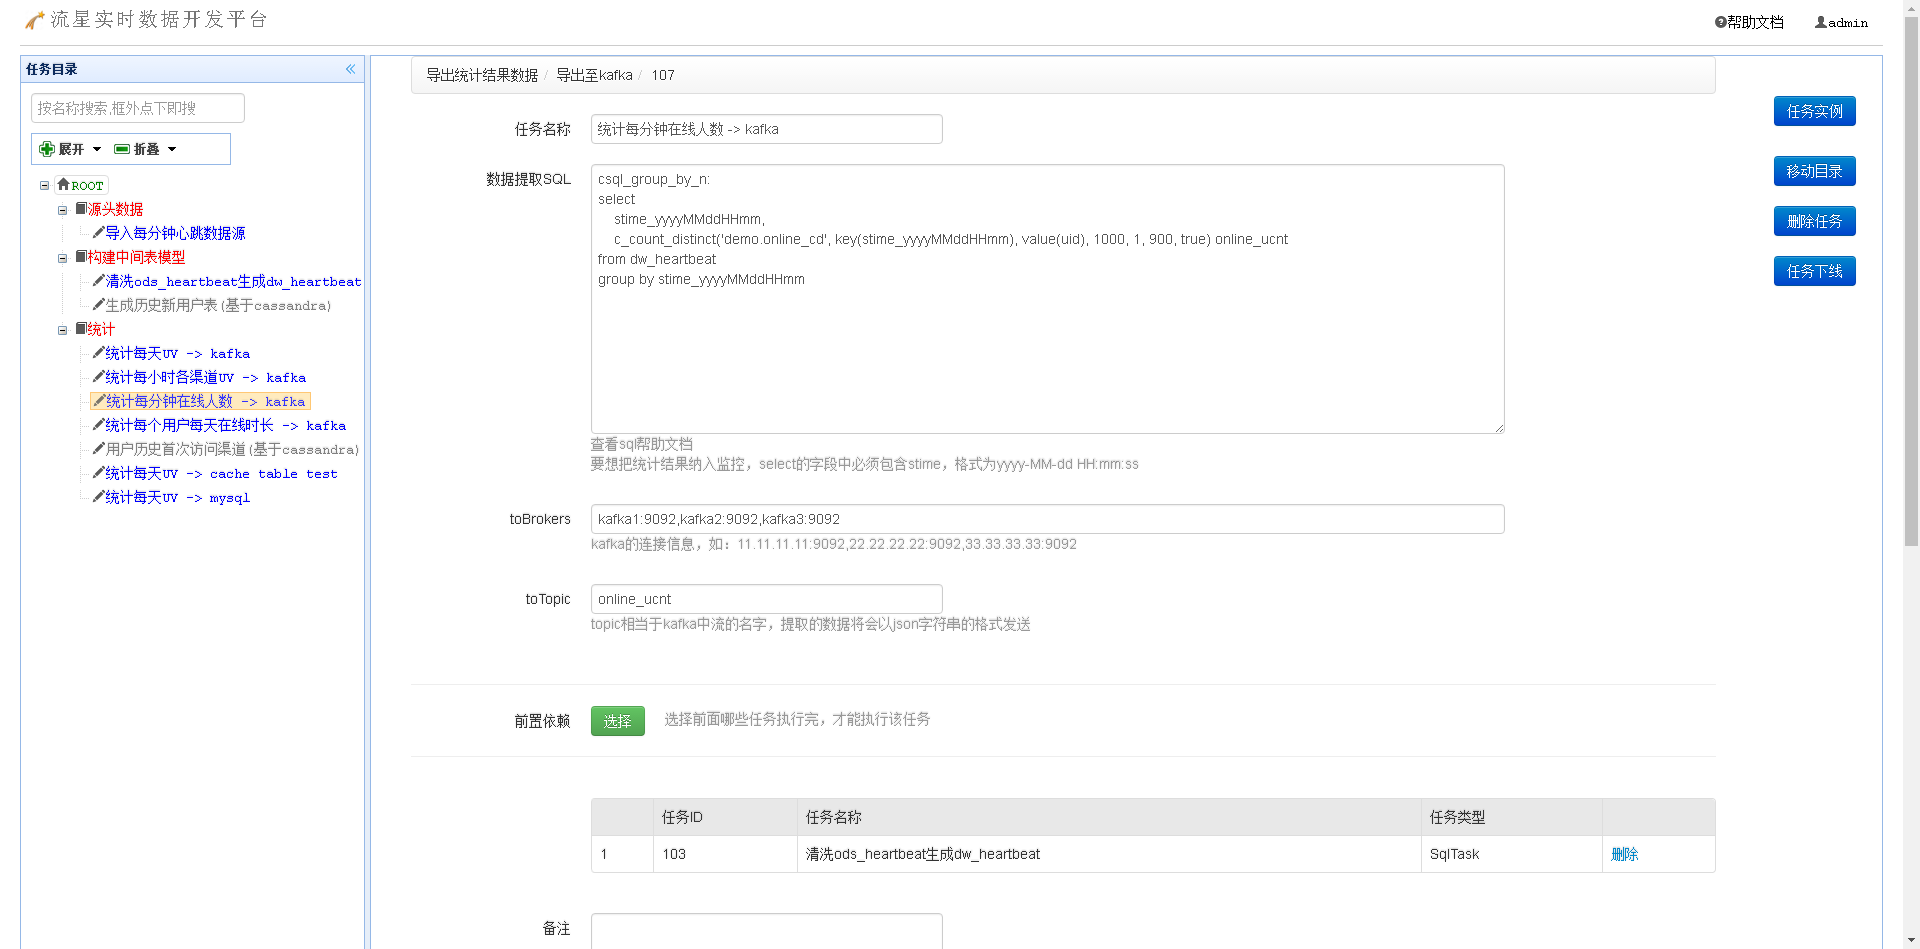 流星实时数据开发平台
帮助文档 admin
任务目录
按名称搜索,框外点下即搜
展开 折叠
ROOT
源头数据
导入每分钟心跳数据源
构建中间表模型
清洗ods_heartbeat生成dw_heartbeat
生成历史新用户表(基于cassandra)
统计
统计每天UV -> kafka
统计每小时各渠道UV -> kafka
统计每分钟在线人数 -> kafka
统计每个用户每天在线时长 -> kafka
用户历史首次访问渠道(基于cassandra)
统计每天UV -> cache table test
统计每天UV -> mysql
导出统计结果数据 / 导出至kafka / 107
任务名称 统计每分钟在线人数 -> kafka
数据提取SQL
csql_group_by_n:
select
stime_yyyyMMddHHmm,
c_count_distinct('demo.online_cd', key(stime_yyyyMMddHHmm), value(uid), 1000, 1, 900, true) online_ucnt
from dw_heartbeat
group by stime_yyyyMMddHHmm
查看sql帮助文档
要想把统计结果纳入监控，select的字段中必须包含stime，格式为yyyy-MM-dd HH:mm:ss
toBrokers kafka1:9092,kafka2:9092,kafka3:9092
kafka的连接信息，如：11.11.11.11:9092,22.22.22.22:9092,33.33.33.33:9092
toTopic online_ucnt
topic相当于kafka中流的名字，提取的数据将会以json字符串的格式发送
前置依赖 选择 选择前面哪些任务执行完，才能执行该任务
任务ID 任务名称 任务类型
1 103 清洗ods_heartbeat生成dw_heartbeat SqlTask 删除
备注
任务实例
移动目录
删除任务
任务下线